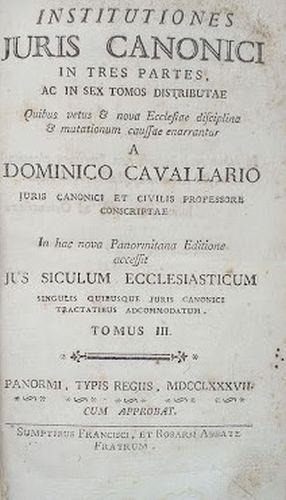 INSTITUTIONES
JURIS CANONICI
IN TRES PARTES,
AC IN SEX TOMOS DISTRIBUTAE
Quibus vetus & nova Ecclesiae disciplina
& mutationum caussae enarrantur
A
DOMINICO CAVALLARIO
JURIS CANONICI ET CIVILIS PROFESSORE
CONSCRIPTAE
In hac nova Panormitana Editione
accessit
JUS SICULUM ECCLESIASTICUM
SINGULIS QUIBUSQUE JURIS CANONICI
TRACTATIBUS ADCOMMODATUM.
TOMUS III.
PANORMI, TYPIS REGIIS, MDCCLXXXVII.
CUM APPROBAT.
SUMPTIBUS FRANCISCI, ET ROSARII ABBATE
FRATRUM.